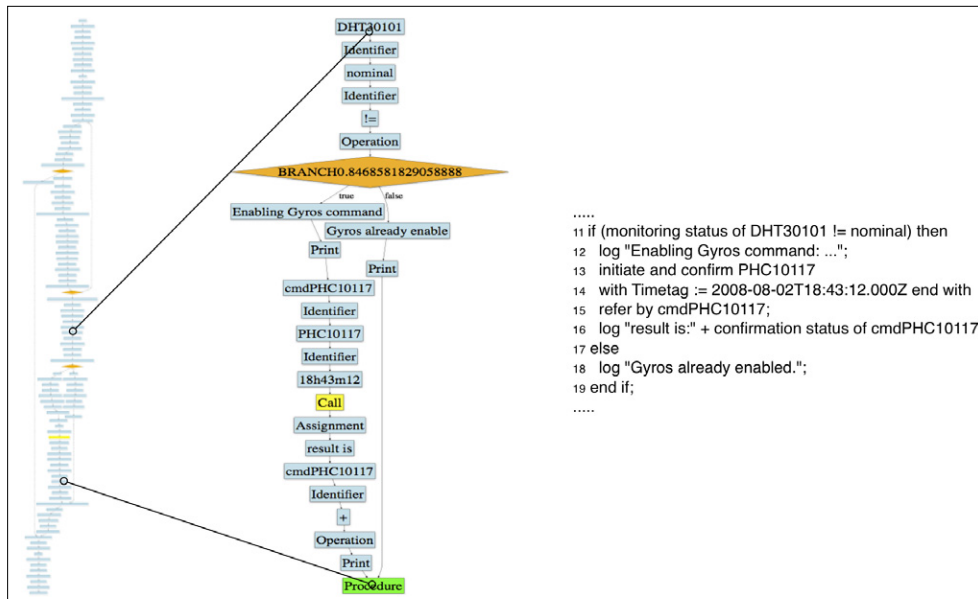 DHT30101
Identifier
nominal
Identifier
!=
Operation
BRANCH0.8468581829058888
true
false
Enabling Gyros command
Gyros already enable
Print
Print
cmdPHC10117
Identifier
PHC10117
Identifier
18h43m12
Call
Assignment
result is
cmdPHC10117
Identifier
+
Operation
Print
Procedure
.....
11 if (monitoring status of DHT30101 != nominal) then
12 log "Enabling Gyros command: ...";
13 initiate and confirm PHC10117
14 with Timetag := 2008-08-02T18:43:12.000Z end with
15 refer by cmdPHC10117;
16 log "result is:" + confirmation status of cmdPHC10117
17 else
18 log "Gyros already enabled.";
19 end if;
.....